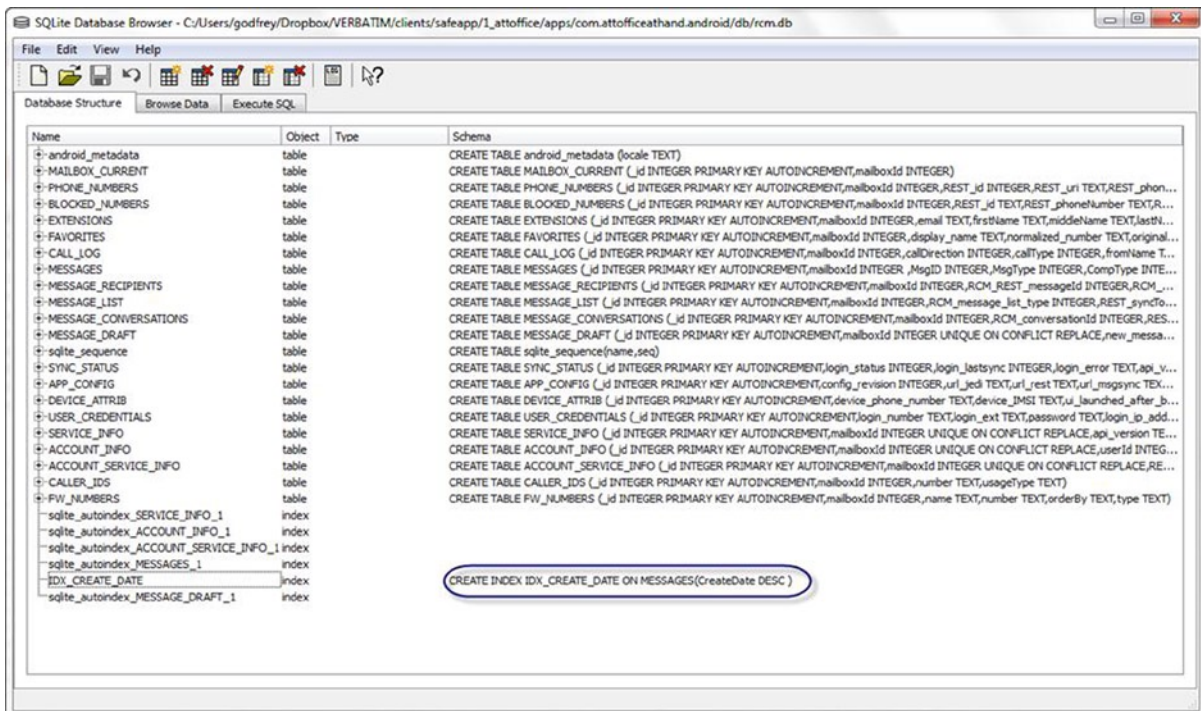 SQLite Database Browser - C:/Users/godfrey/Dropbox/VERBATIM/clients/safeapp/1_attoffice/apps/com.attofficeathand.android/db/rcm.db
File Edit View Help
Database Structure Browse Data Execute SQL
Name Object Type Schema
android_metadata table CREATE TABLE android_metadata (locale TEXT)
MAILBOX_CURRENT table CREATE TABLE MAILBOX_CURRENT (_id INTEGER PRIMARY KEY AUTOINCREMENT,mailboxId INTEGER)
PHONE_NUMBERS table CREATE TABLE PHONE_NUMBERS (_id INTEGER PRIMARY KEY AUTOINCREMENT,mailboxId INTEGER,REST_id INTEGER,REST_uri TEXT,REST_phon...
BLOCKED_NUMBERS table CREATE TABLE BLOCKED_NUMBERS (_id INTEGER PRIMARY KEY AUTOINCREMENT,mailboxId INTEGER,REST_id TEXT,REST_phoneNumber TEXT,R...
EXTENSIONS table CREATE TABLE EXTENSIONS (_id INTEGER PRIMARY KEY AUTOINCREMENT,mailboxId INTEGER,email TEXT,firstName TEXT,middleName TEXT,lastN...
FAVORITES table CREATE TABLE FAVORITES (_id INTEGER PRIMARY KEY AUTOINCREMENT,mailboxId INTEGER,display_name TEXT,normalized_number TEXT,original...
CALL_LOG table CREATE TABLE CALL_LOG (_id INTEGER PRIMARY KEY AUTOINCREMENT,mailboxId INTEGER,callDirection INTEGER,callType INTEGER,fromName T...
MESSAGES table CREATE TABLE MESSAGES (_id INTEGER PRIMARY KEY AUTOINCREMENT,mailboxId INTEGER ,MsgID INTEGER,MsgType INTEGER,CompType INTE...
MESSAGE_RECIPIENTS table CREATE TABLE MESSAGE_RECIPIENTS (_id INTEGER PRIMARY KEY AUTOINCREMENT,mailboxId INTEGER,RCM_REST_messageId INTEGER,RCM_...
MESSAGE_LIST table CREATE TABLE MESSAGE_LIST (_id INTEGER PRIMARY KEY AUTOINCREMENT,mailboxId INTEGER,RCM_message_list_type INTEGER,REST_syncTo...
MESSAGE_CONVERSATIONS table CREATE TABLE MESSAGE_CONVERSATIONS (_id INTEGER PRIMARY KEY AUTOINCREMENT,mailboxId INTEGER,RCM_conversationId INTEGER,RES...
MESSAGE_DRAFT table CREATE TABLE MESSAGE_DRAFT (_id INTEGER PRIMARY KEY AUTOINCREMENT,mailboxId INTEGER UNIQUE ON CONFLICT REPLACE,new_messa...
sqlite_sequence table CREATE TABLE sqlite_sequence(name,seq)
SYNC_STATUS table CREATE TABLE SYNC_STATUS (_id INTEGER PRIMARY KEY AUTOINCREMENT,login_status INTEGER,login_lastsync INTEGER,login_error TEXT,api_v...
APP_CONFIG table CREATE TABLE APP_CONFIG (_id INTEGER PRIMARY KEY AUTOINCREMENT,config_revision INTEGER,url_jedi TEXT,url_rest TEXT,url_msgsync TEX...
DEVICE_ATTRIB table CREATE TABLE DEVICE_ATTRIB (_id INTEGER PRIMARY KEY AUTOINCREMENT,device_phone_number TEXT,device_IMSI TEXT,ui_launched_after_b...
USER_CREDENTIALS table CREATE TABLE USER_CREDENTIALS (_id INTEGER PRIMARY KEY AUTOINCREMENT,login_number TEXT,login_ext TEXT,password TEXT,login_ip_add...
SERVICE_INFO table CREATE TABLE SERVICE_INFO (_id INTEGER PRIMARY KEY AUTOINCREMENT,mailboxId INTEGER UNIQUE ON CONFLICT REPLACE,api_version TE...
ACCOUNT_INFO table CREATE TABLE ACCOUNT_INFO (_id INTEGER PRIMARY KEY AUTOINCREMENT,mailboxId INTEGER UNIQUE ON CONFLICT REPLACE,userId INTEG...
ACCOUNT_SERVICE_INFO table CREATE TABLE ACCOUNT_SERVICE_INFO (_id INTEGER PRIMARY KEY AUTOINCREMENT,mailboxId INTEGER UNIQUE ON CONFLICT REPLACE,RE...
CALLER_IDS table CREATE TABLE CALLER_IDS (_id INTEGER PRIMARY KEY AUTOINCREMENT,mailboxId INTEGER,number TEXT,usageType TEXT)
FW_NUMBERS table CREATE TABLE FW_NUMBERS (_id INTEGER PRIMARY KEY AUTOINCREMENT,mailboxId INTEGER,name TEXT,number TEXT,orderBy TEXT,type TEXT)
sqlite_autoindex_SERVICE_INFO_1 index
sqlite_autoindex_ACCOUNT_INFO_1 index
sqlite_autoindex_ACCOUNT_SERVICE_INFO_1 index
sqlite_autoindex_MESSAGES_1 index
IDX_CREATE_DATE index CREATE INDEX IDX_CREATE_DATE ON MESSAGES(CreateDate DESC )
sqlite_autoindex_MESSAGE_DRAFT_1 index